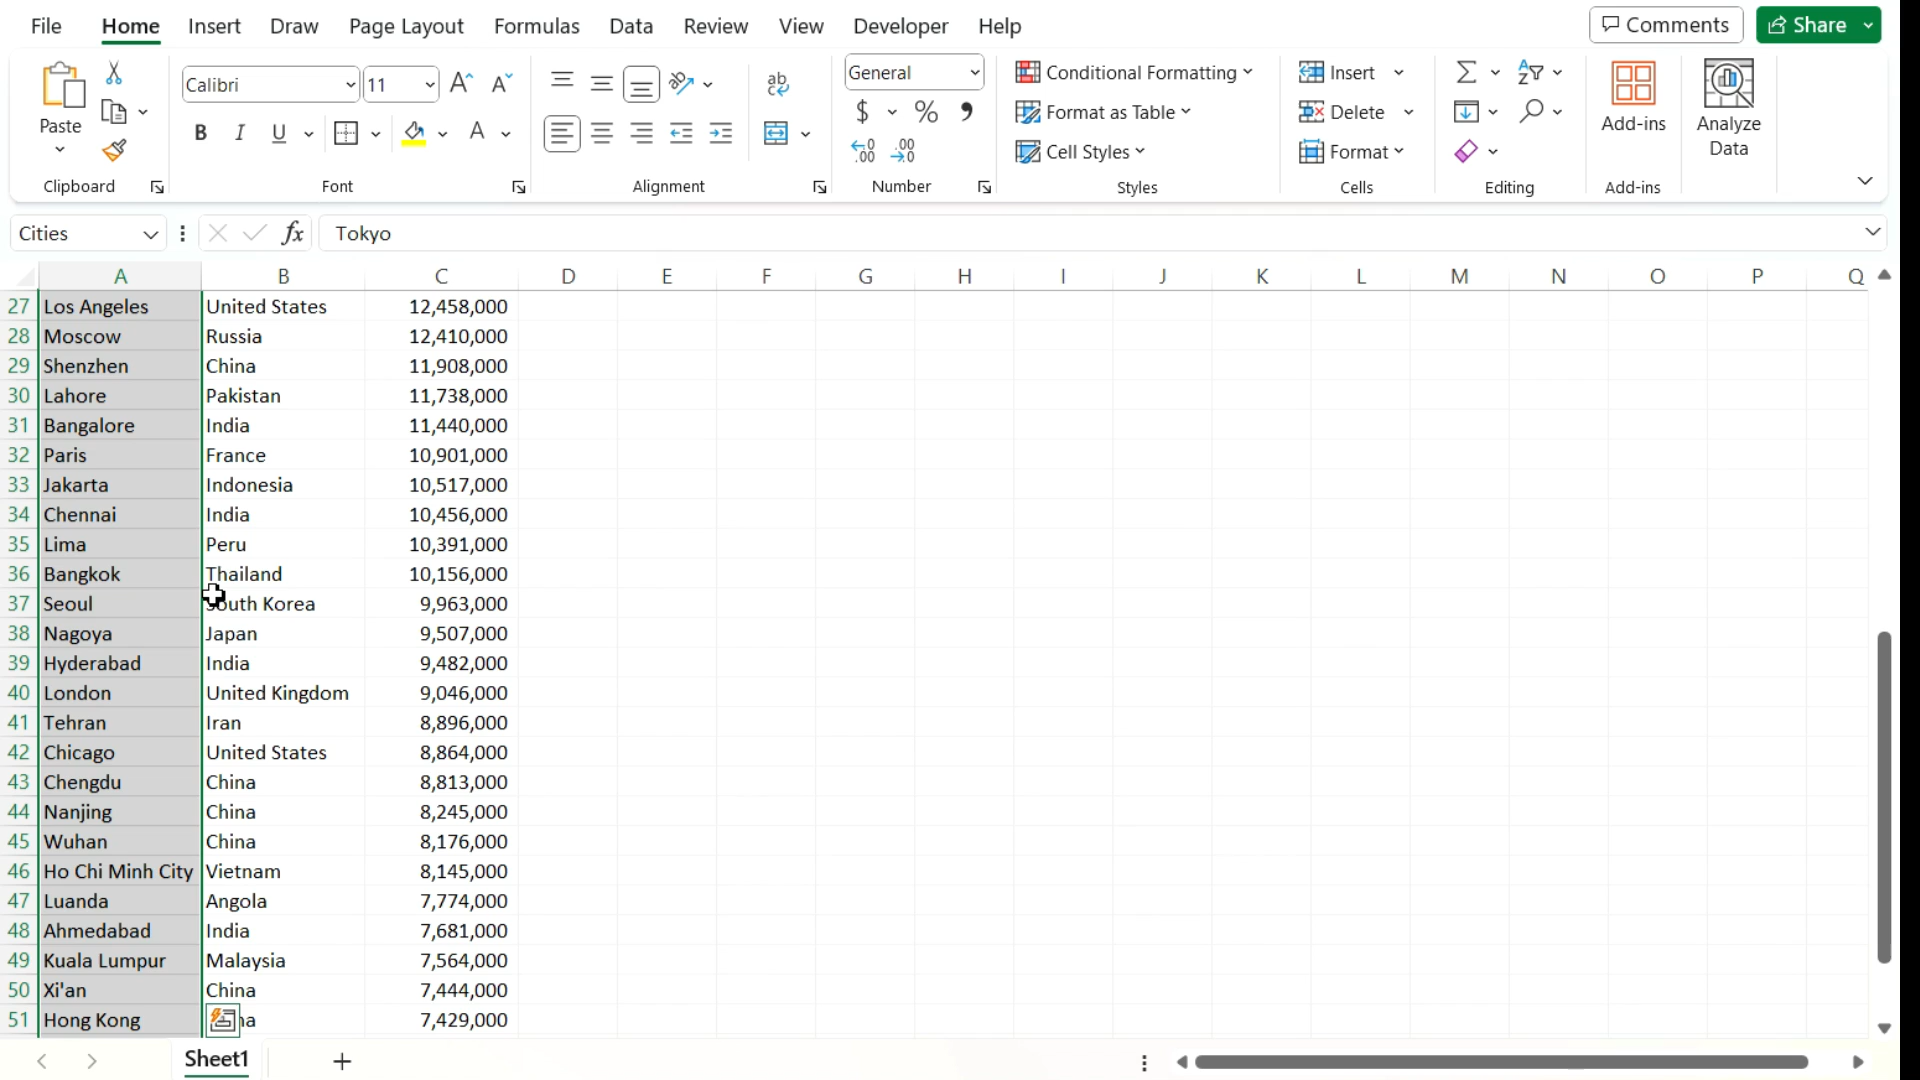 File Home Insert Draw Page Layout Formulas Data Review View Developer Help Comments Share
Paste
Clipboard
Calibri 11
B I U
Font
Alignment
General
$ % ,
Number
Conditional Formatting
Format as Table
Cell Styles
Styles
Insert
Delete
Format
Cells
Editing
Add-ins
Add-ins
Analyze
Data
Cities fx Tokyo
A B C D E F G H I J K L M N O P Q
27 Los Angeles United States 12,458,000
28 Moscow Russia 12,410,000
29 Shenzhen China 11,908,000
30 Lahore Pakistan 11,738,000
31 Bangalore India 11,440,000
32 Paris France 10,901,000
33 Jakarta Indonesia 10,517,000
34 Chennai India 10,456,000
35 Lima Peru 10,391,000
36 Bangkok Thailand 10,156,000
37 Seoul South Korea 9,963,000
38 Nagoya Japan 9,507,000
39 Hyderabad India 9,482,000
40 London United Kingdom 9,046,000
41 Tehran Iran 8,896,000
42 Chicago United States 8,864,000
43 Chengdu China 8,813,000
44 Nanjing China 8,245,000
45 Wuhan China 8,176,000
46 Ho Chi Minh City Vietnam 8,145,000
47 Luanda Angola 7,774,000
48 Ahmedabad India 7,681,000
49 Kuala Lumpur Malaysia 7,564,000
50 Xi'an China 7,444,000
51 Hong Kong 7,429,000
Sheet1